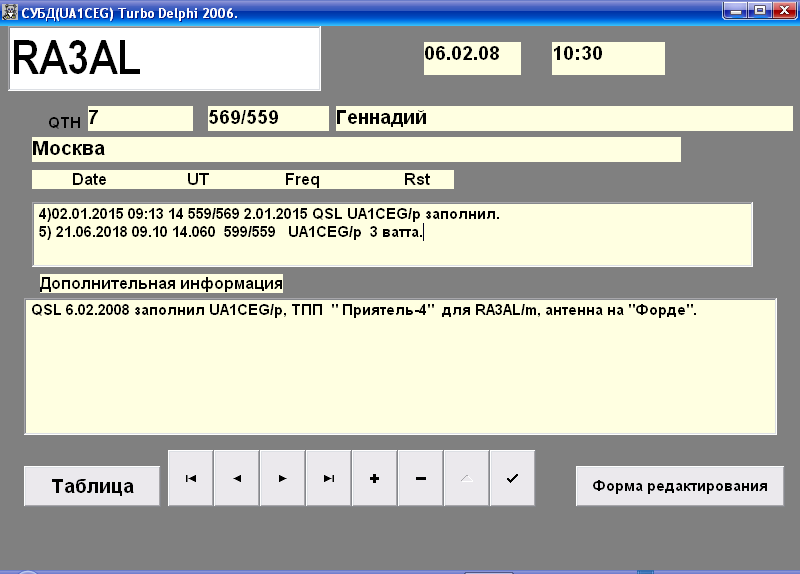 СУБД(UA1CEG) Turbo Delphi 2006.
RA3AL
06.02.08
10:30
QTH 7
569/559
Геннадий
Москва
Date UT Freq Rst
4)02.01.2015 09:13 14 559/569 2.01.2015 QSL UA1CEG/p заполнил.
5) 21.06.2018 09.10 14.060 599/559 UA1CEG/p 3 ватта.
Дополнительная информация
QSL 6.02.2008 заполнил UA1CEG/p, ТПП " Приятель-4" для RA3AL/m, антенна на "Форде".
Таблица
Форма редактирования